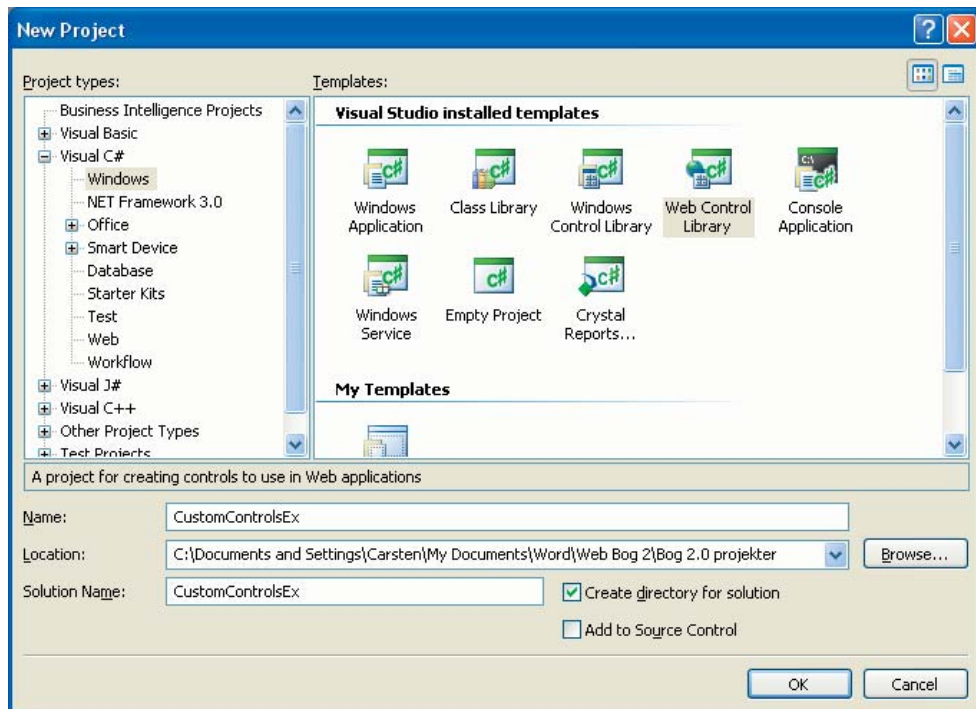 New Project
Project types:
Templates:
Business Intelligence Projects
Visual Basic
Visual C#
Windows
NET Framework 3.0
Office
Smart Device
Database
Starter Kits
Test
Web
Workflow
Visual J#
Visual C++
Other Project Types
Test Projects
Visual Studio installed templates
Windows Application
Class Library
Windows Control Library
Web Control Library
Console Application
Windows Service
Empty Project
Crystal Reports...
My Templates
A project for creating controls to use in Web applications
Name:
CustomControlsEx
Location:
C:\Documents and Settings\Carsten\My Documents\Word\Web Bog 2\Bog 2.0 projekter
Browse...
Solution Name:
CustomControlsEx
Create directory for solution
Add to Source Control
OK
Cancel